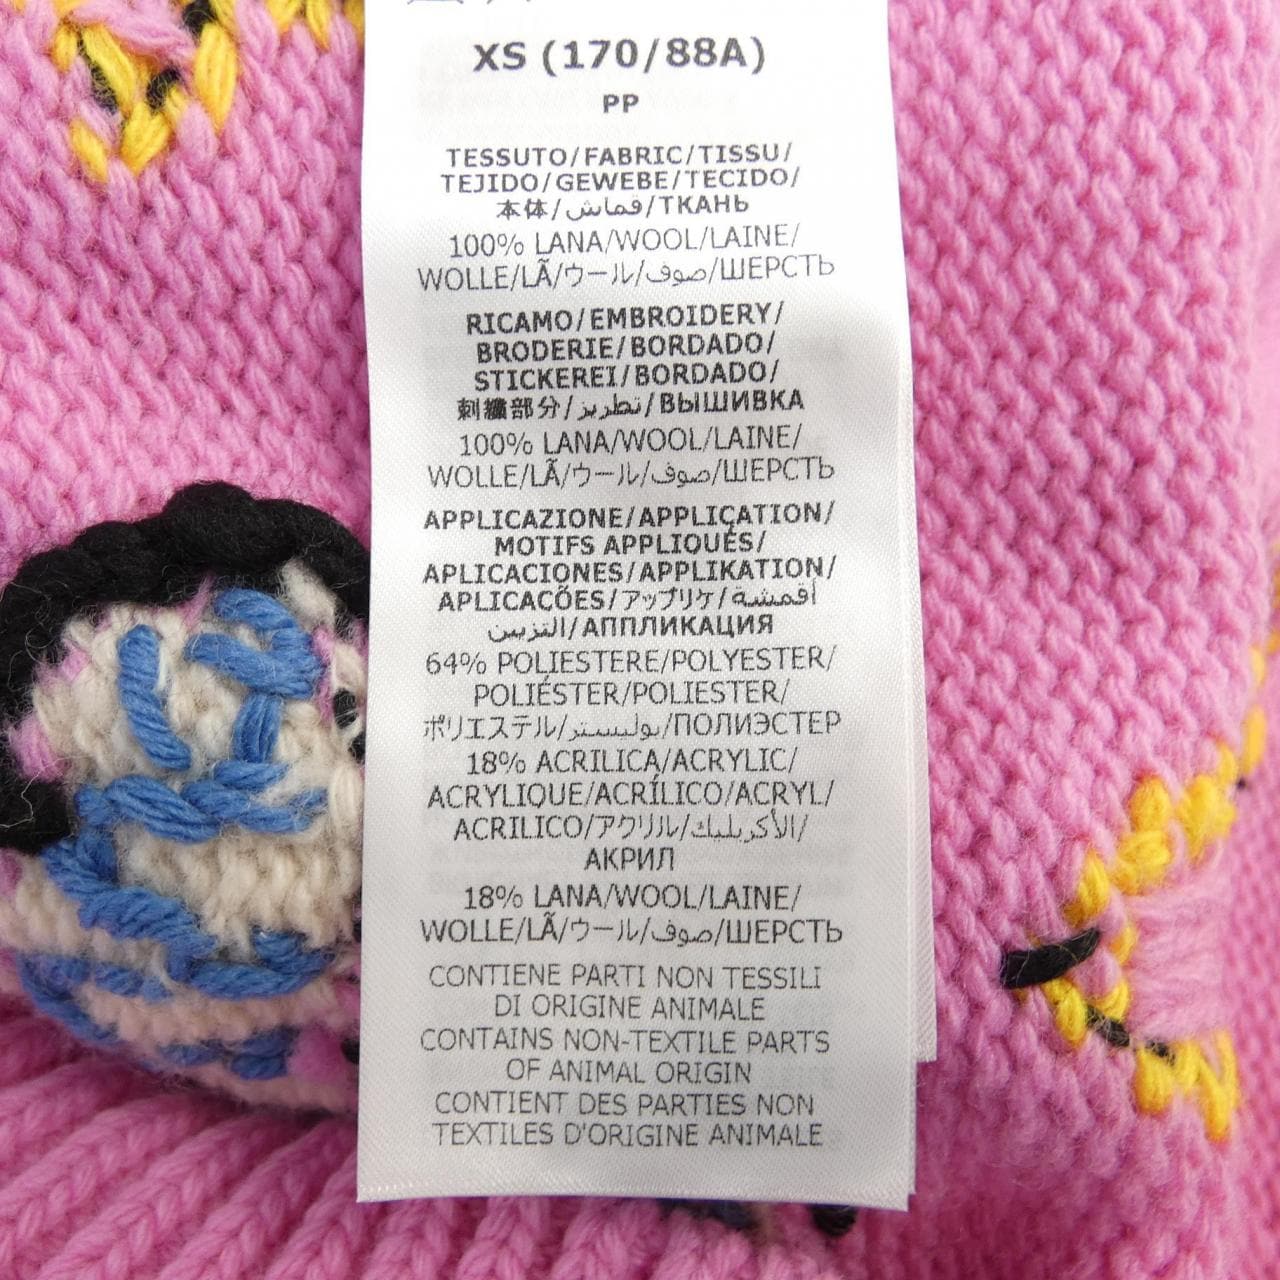 XS (170/88A)
PP
TESSUTO/FABRIC/TISSU/
TEJIDO/GEWEBE/TECIDO/
本体/قماش/ТКАНЬ
100% LANA/WOOL/LAINE/
WOLLE/LÃ/ウール/صوف/ШЕРСТЬ
RICAMO/EMBROIDERY/
BRODERIE/BORDADO/
STICKEREI/BORDADO/
刺繍部分/تطريز/ВЫШИВКА
100% LANA/WOOL/LAINE/
WOLLE/LÃ/ウール/صوف/ШЕРСТЬ
APPLICAZIONE/APPLICATION/
MOTIFS APPLIQUÉS/
APLICACIONES/APPLIKATION/
APLICACÕES/アップリケ/أقمشة
التزيين/АППЛИКАЦИЯ
64% POLIESTERE/POLYESTER/
POLIÉSTER/POLIESTER/
ポリエステル/بوليستر/ПОЛИЭСТЕР
18% ACRILICA/ACRYLIC/
ACRYLIQUE/ACRÍLICO/ACRYL/
ACRILICO/アクリル/الأكريليك/
АКРИЛ
18% LANA/WOOL/LAINE/
WOLLE/LÃ/ウール/صوف/ШЕРСТЬ
CONTIENE PARTI NON TESSILI
DI ORIGINE ANIMALE
CONTAINS NON-TEXTILE PARTS
OF ANIMAL ORIGIN
CONTIENT DES PARTIES NON
TEXTILES D'ORIGINE ANIMALE